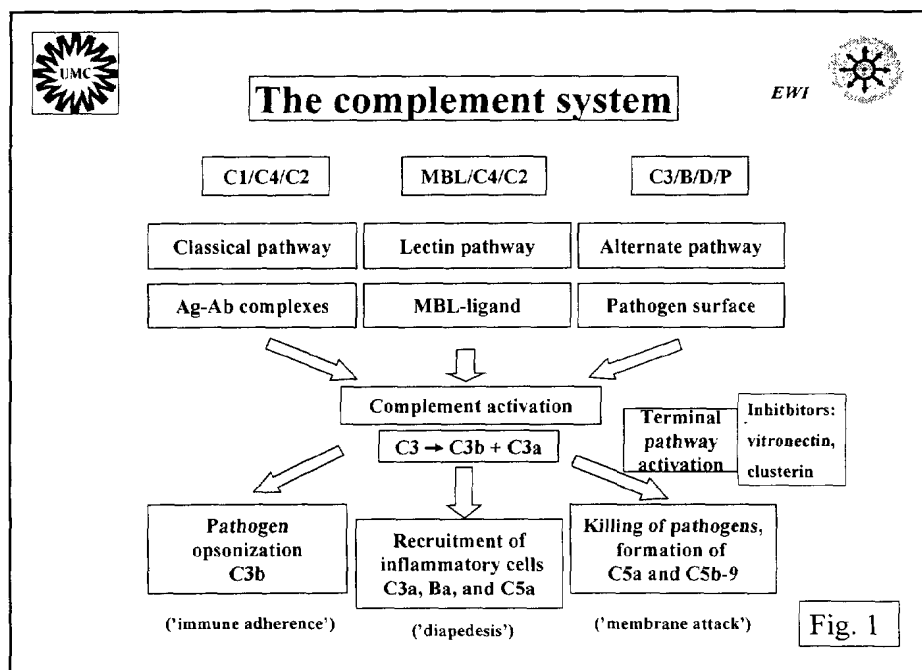 UMC
The complement system
EWI
C1/C4/C2
MBL/C4/C2
C3/B/D/P
Classical pathway
Lectin pathway
Alternate pathway
Ag-Ab complexes
MBL-ligand
Pathogen surface
Complement activation
C3 → C3b + C3a
Terminal
pathway
activation
Inhitbitors:
vitronectin,
clusterin
Pathogen
opsonization
C3b
('immune adherence')
Recruitment of
inflammatory cells
C3a, Ba, and C5a
('diapedesis')
Killing of pathogens,
formation of
C5a and C5b-9
('membrane attack')
Fig. 1